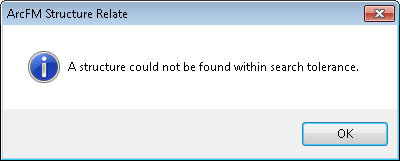 ArcFM Structure Relate
A structure could not be found within search tolerance.
OK